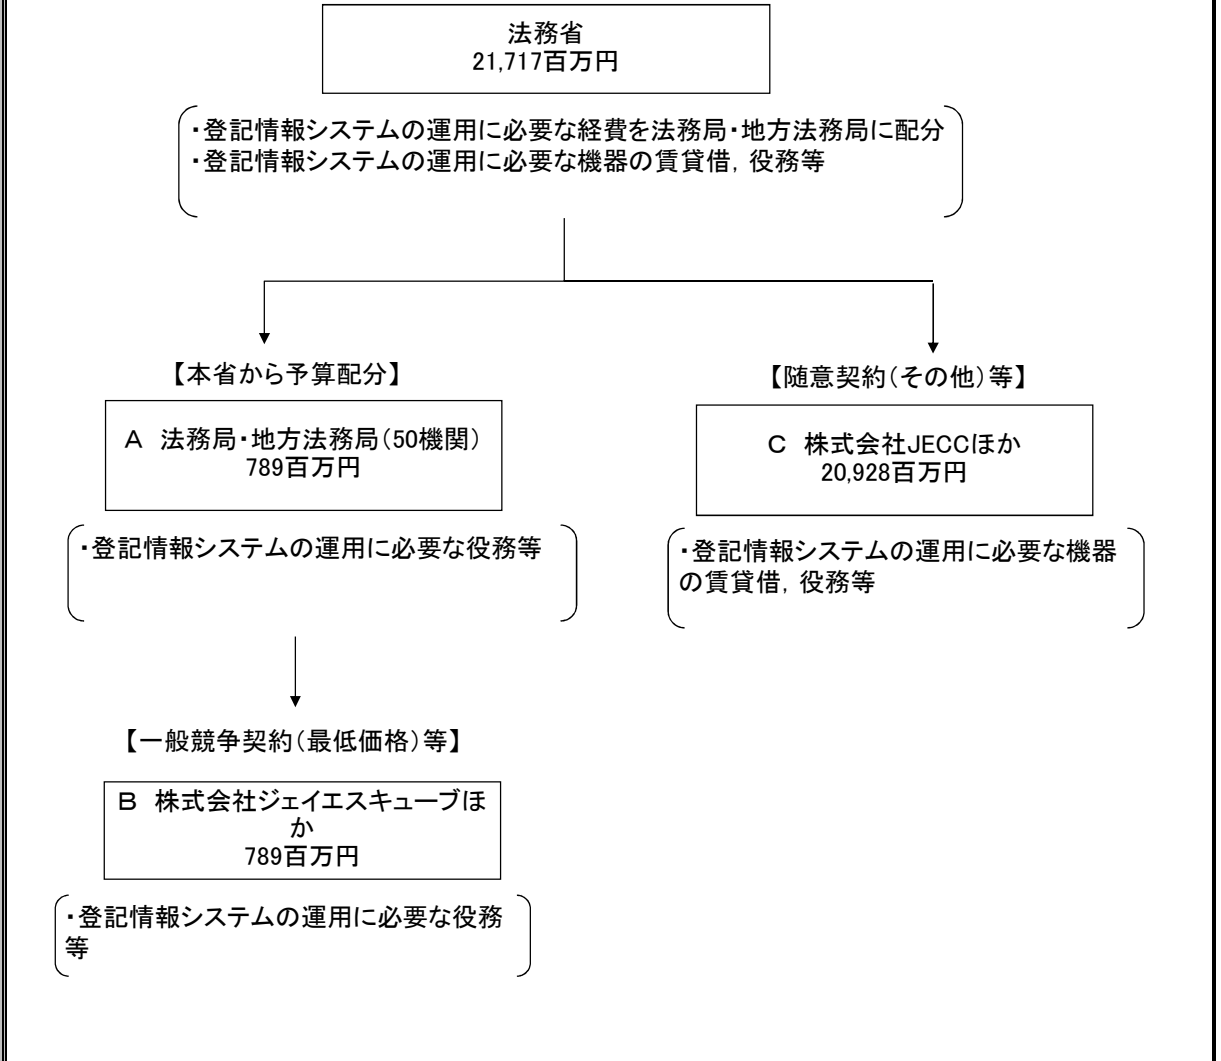 法務省
21,717百万円
・登記情報システムの運用に必要な経費を法務局・地方法務局に配分
・登記情報システムの運用に必要な機器の賃貸借，役務等
【本省から予算配分】
A　法務局・地方法務局（50機関）
789百万円
・登記情報システムの運用に必要な役務等
【随意契約（その他）等】
C　株式会社JECCほか
20,928百万円
・登記情報システムの運用に必要な機器
の賃貸借，役務等
【一般競争契約（最低価格）等】
B　株式会社ジェイエスキューブほ
か
789百万円
・登記情報システムの運用に必要な役務
等